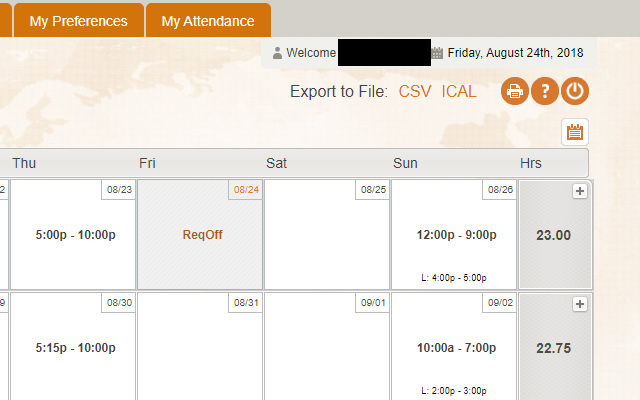 My Preferences My Attendance
Welcome Friday, August 24th, 2018
Export to File: CSV ICAL ?
Thu Fri Sat Sun Hrs
2 08/23 08/24 08/25 08/26 +
5:00p - 10:00p ReqOff 12:00p - 9:00p 23.00
L: 4:00p - 5:00p
9 08/30 08/31 09/01 09/02 +
5:15p - 10:00p 10:00a - 7:00p 22.75
L: 2:00p - 3:00p